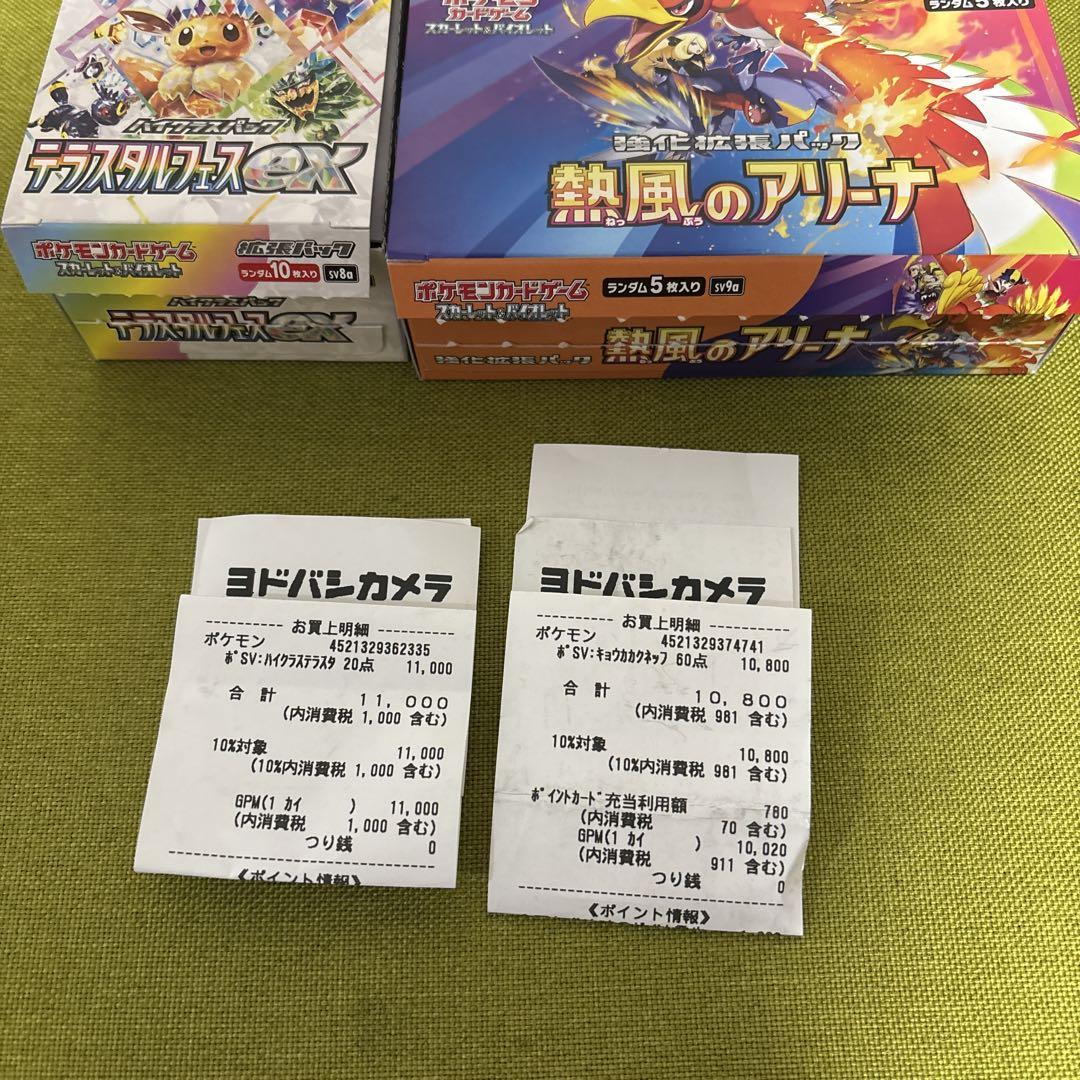 ハイクラスパック
テラスタルフェスex
ポケモンカードゲーム
スカーレット&バイオレット
拡張パック
ランダム10枚入り
sv8a
ハイクラスパック
テラスタルフェスex
カードゲーム
スカーレット&バイオレット
ランダム5枚入り
強化拡張パック
熱風のアリーナ
ねっ ぷう
ポケモンカードゲーム
スカーレット&バイオレット
ランダム5枚入り
sv9a
強化拡張パック
熱風のアリーナ
ヨドバシカメラ
---------- お買上明細 ----------
ポケモン 4521329362335
ポSV:ハイクラステラスタ 20点 11,000
合 計 11,000
(内消費税 1,000 含む)
10%対象 11,000
(10%内消費税 1,000 含む)
GPM(1 カイ ) 11,000
(内消費税 1,000 含む)
つり銭 0
《ポイント情報》
ヨドバシカメラ
---------- お買上明細 ----------
ポケモン 4521329374741
ポSV:キョウカカクネップ 60点 10,800
合 計 10,800
(内消費税 981 含む)
10%対象 10,800
(10%内消費税 981 含む)
ポイントカード充当利用額 780
(内消費税 70 含む)
GPM(1 カイ ) 10,020
(内消費税 911 含む)
つり銭 0
《ポイント情報》